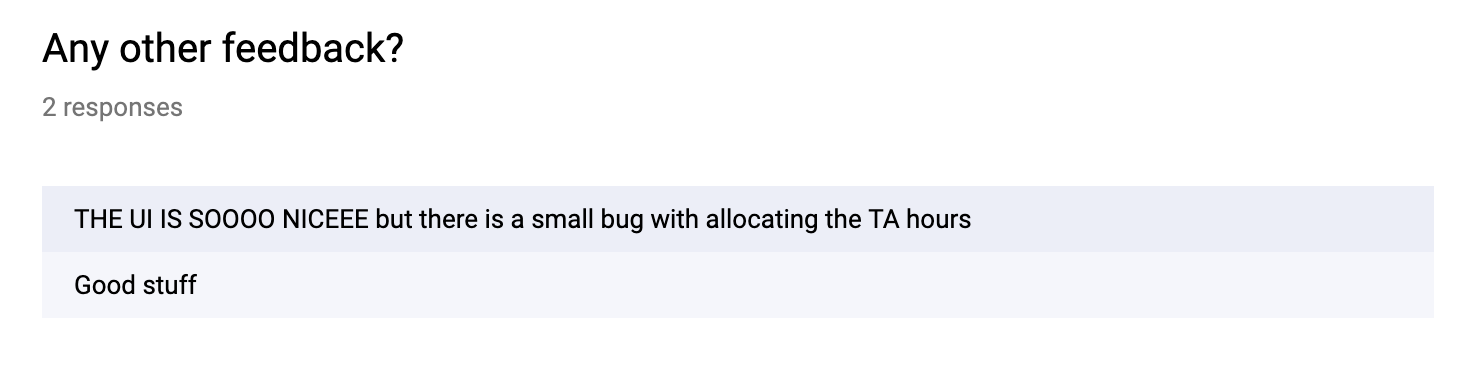 Any other feedback?
2 responses
THE UI IS SOOOO NICEEE but there is a small bug with allocating the TA hours
Good stuff